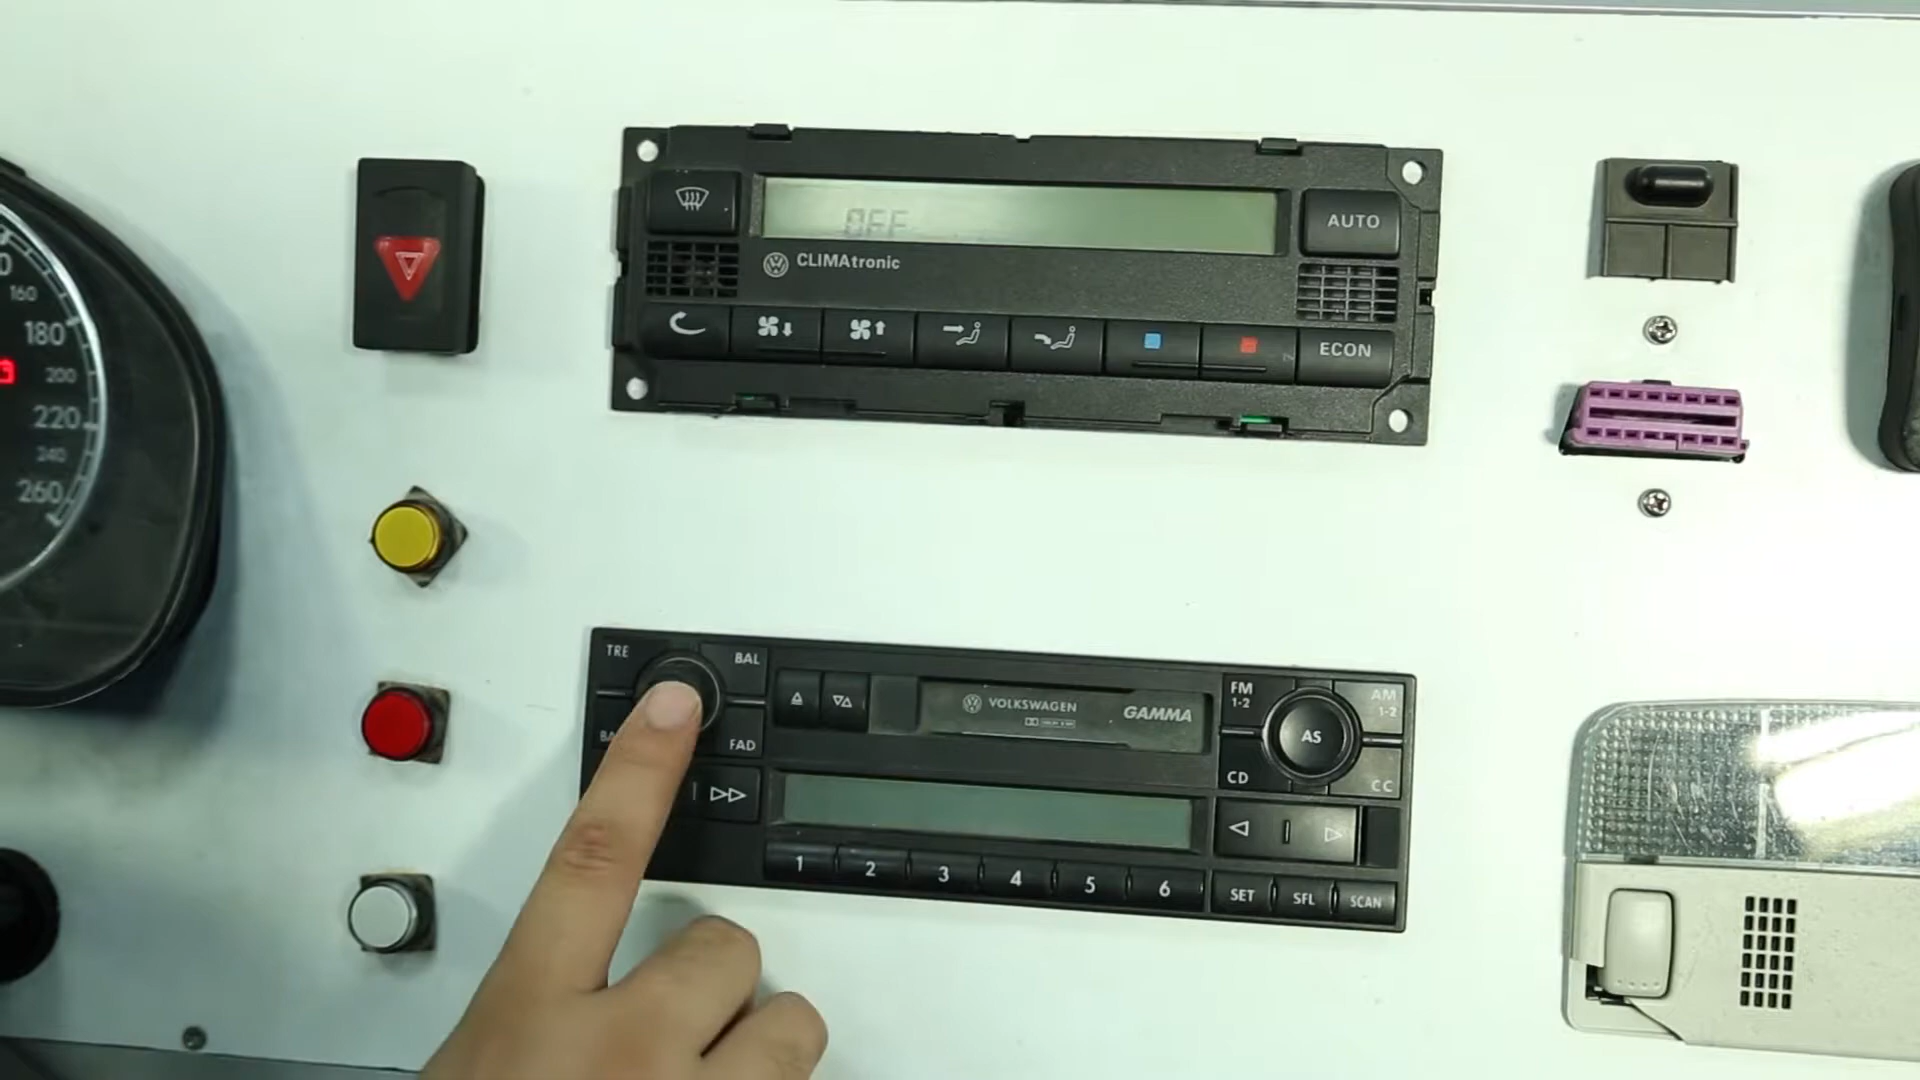 160
180
200
220
240
260
OFF
AUTO
CLIMAtronic
ECON
TRE
BAL
FAD
VOLKSWAGEN
GAMMA
FM
1-2
AM
1-2
AS
CD
CC
1 2 3 4 5 6
SET SFL SCAN